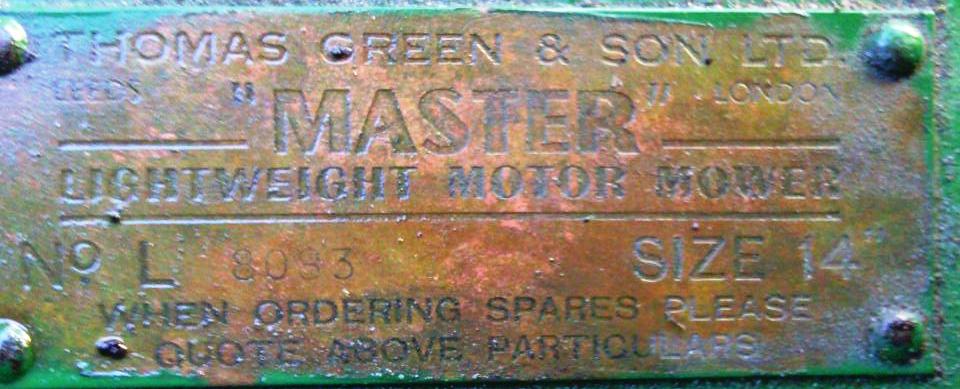 THOMAS GREEN & SON. LTD.
LEEDS "MASTER" LONDON
LIGHTWEIGHT MOTOR MOWER
Nº L 8093 SIZE 14"
WHEN ORDERING SPARES PLEASE
QUOTE ABOVE PARTICULARS